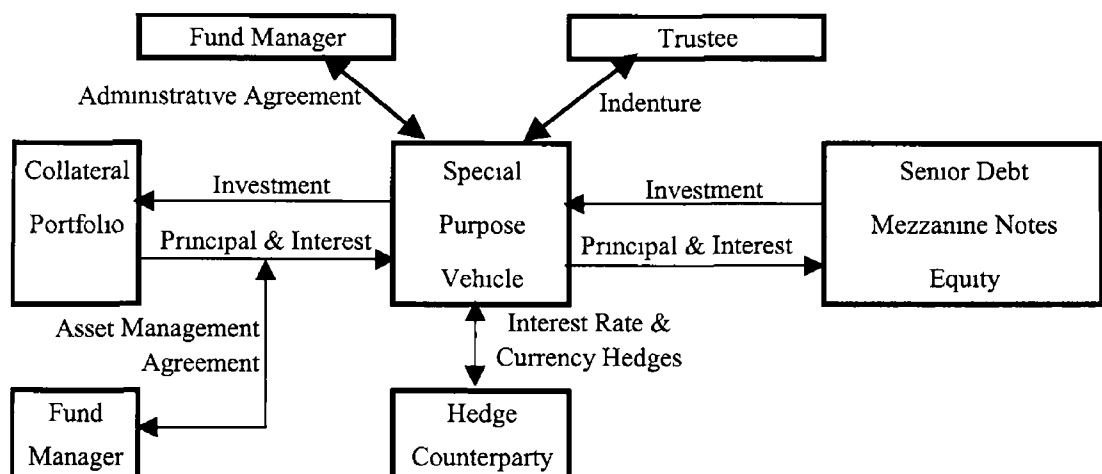 Fund Manager
Trustee
Administrative Agreement
Indenture
Collateral
Portfolio
Investment
Principal & Interest
Special
Purpose
Vehicle
Investment
Principal & Interest
Senior Debt
Mezzanine Notes
Equity
Asset Management
Agreement
Interest Rate &
Currency Hedges
Fund
Manager
Hedge
Counterparty